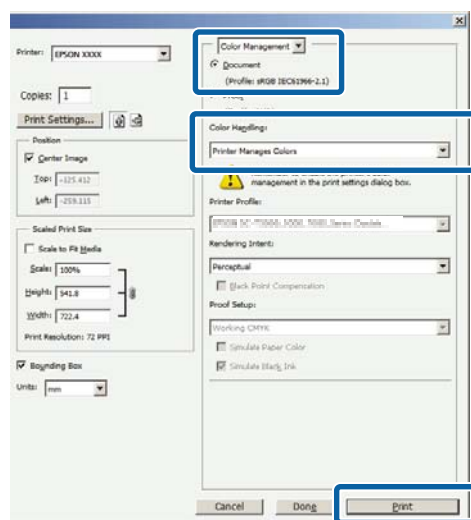 Printer: EPSON XXXX
Copies: 1
Print Settings...
Position
Center Image
Top: -125.412
Left: -259.115
Scaled Print Size
Scale to Fit Media
Scale: 100%
Height: 541.8
Width: 722.4
Print Resolution: 72 PPI
Bounding Box
Units: mm
Color Management
Document
(Profile: sRGB IEC61966-2.1)
Color Handling:
Printer Manages Colors
management in the print settings dialog box.
Printer Profile:
Rendering Intent:
Perceptual
Black Point Compensation
Proof Setup:
Working CMYK
Simulate Paper Color
Simulate Black Ink
Cancel
Done
Print